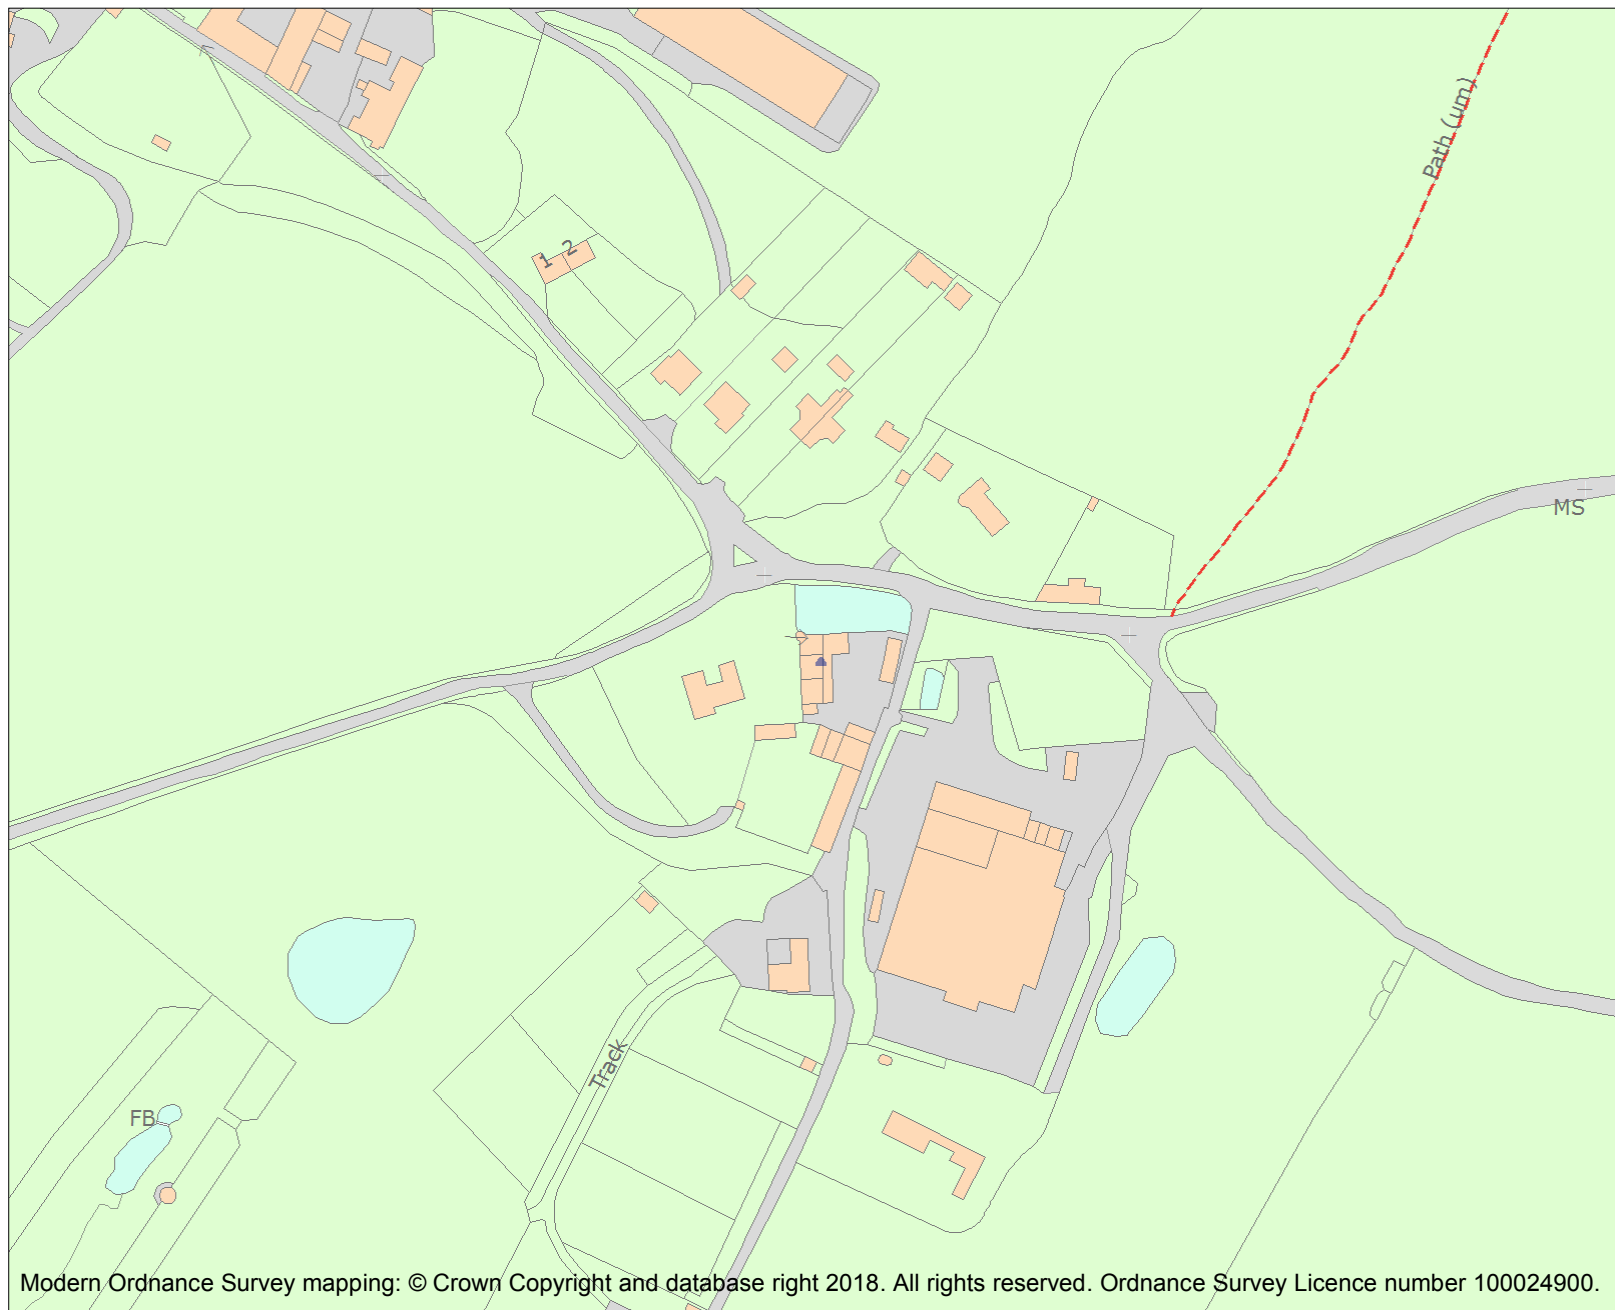 Path (um)
1 2
MS
Track
FB
Modern Ordnance Survey mapping: © Crown Copyright and database right 2018. All rights reserved. Ordnance Survey Licence number 100024900.